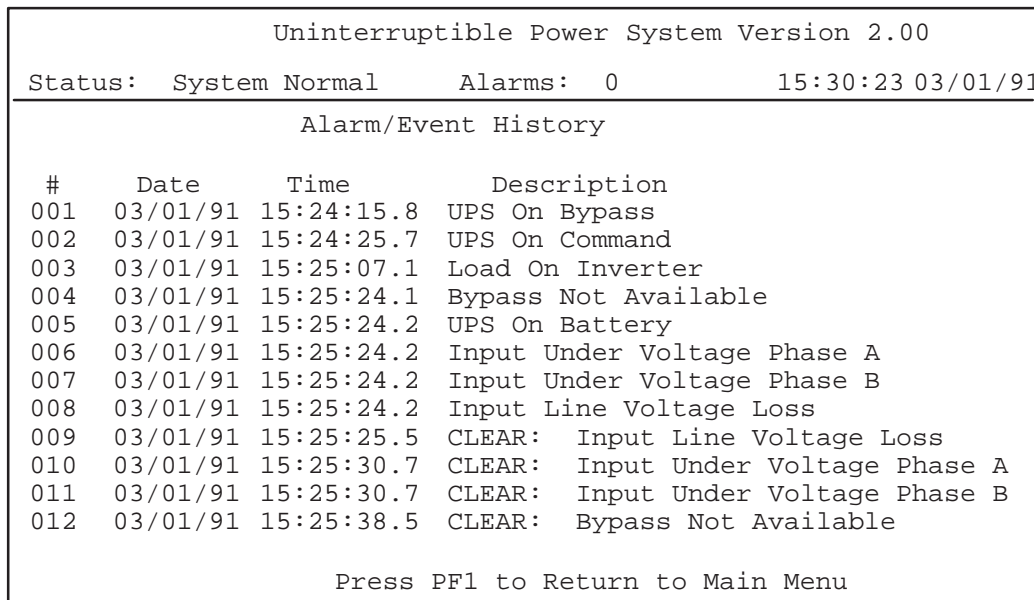 Uninterruptible Power System Version 2.00
Status: System Normal Alarms: 0 15:30:23 03/01/91
Alarm/Event History
# Date Time Description
001 03/01/91 15:24:15.8 UPS On Bypass
002 03/01/91 15:24:25.7 UPS On Command
003 03/01/91 15:25:07.1 Load On Inverter
004 03/01/91 15:25:24.1 Bypass Not Available
005 03/01/91 15:25:24.2 UPS On Battery
006 03/01/91 15:25:24.2 Input Under Voltage Phase A
007 03/01/91 15:25:24.2 Input Under Voltage Phase B
008 03/01/91 15:25:24.2 Input Line Voltage Loss
009 03/01/91 15:25:25.5 CLEAR: Input Line Voltage Loss
010 03/01/91 15:25:30.7 CLEAR: Input Under Voltage Phase A
011 03/01/91 15:25:30.7 CLEAR: Input Under Voltage Phase B
012 03/01/91 15:25:38.5 CLEAR: Bypass Not Available
Press PF1 to Return to Main Menu